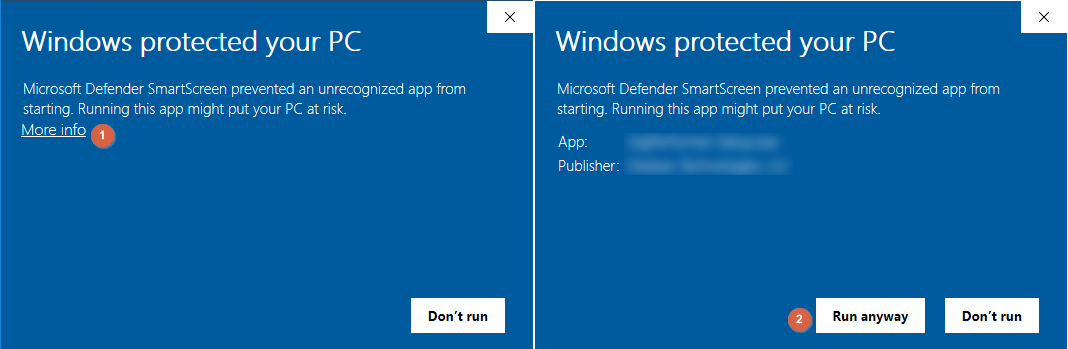 Windows protected your PC
Microsoft Defender SmartScreen prevented an unrecognized app from
starting. Running this app might put your PC at risk.
More info
1
Don't run
Windows protected your PC
Microsoft Defender SmartScreen prevented an unrecognized app from
starting. Running this app might put your PC at risk.
App:
Publisher:
2
Run anyway
Don't run